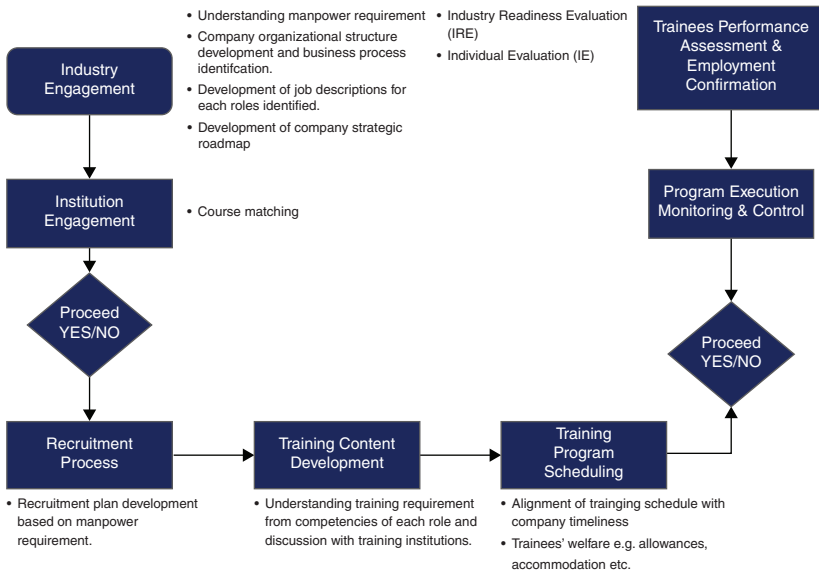 Industry
Engagement
• Understanding manpower requirement
• Company organizational structure
development and business process
identifcation.
• Development of job descriptions for
each roles identified.
• Development of company strategic
roadmap
• Industry Readiness Evaluation
(IRE)
• Individual Evaluation (IE)
Trainees Performance
Assessment &
Employment
Confirmation
Institution
Engagement
• Course matching
Program Execution
Monitoring & Control
Proceed
YES/NO
Proceed
YES/NO
Recruitment
Process
• Recruitment plan development
based on manpower
requirement.
Training Content
Development
• Understanding training requirement
from competencies of each role and
discussion with training institutions.
Training
Program
Scheduling
• Alignment of trainging schedule with
company timeliness
• Trainees’ welfare e.g. allowances,
accommodation etc.